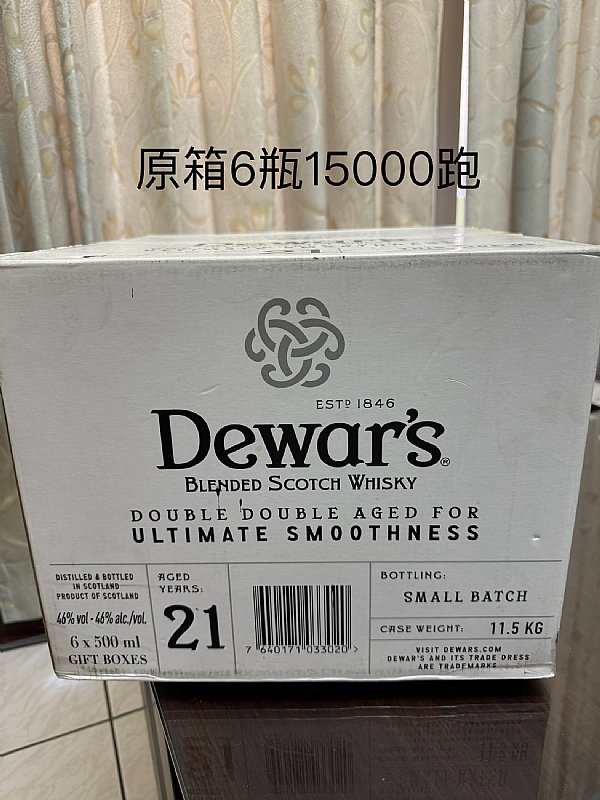 原箱6瓶15000跑
ESTD 1846
Dewar's®
BLENDED SCOTCH WHISKY
DOUBLE DOUBLE AGED FOR
ULTIMATE SMOOTHNESS
DISTILLED & BOTTLED
IN SCOTLAND
PRODUCT OF SCOTLAND
46% vol - 46% alc./vol.
6 x 500 ml
GIFT BOXES
AGED
YEARS:
21
7 640171 033020 >
BOTTLING:
SMALL BATCH
CASE WEIGHT: 11.5 KG
VISIT DEWARS.COM
DEWAR'S AND ITS TRADE DRESS
ARE TRADEMARKS